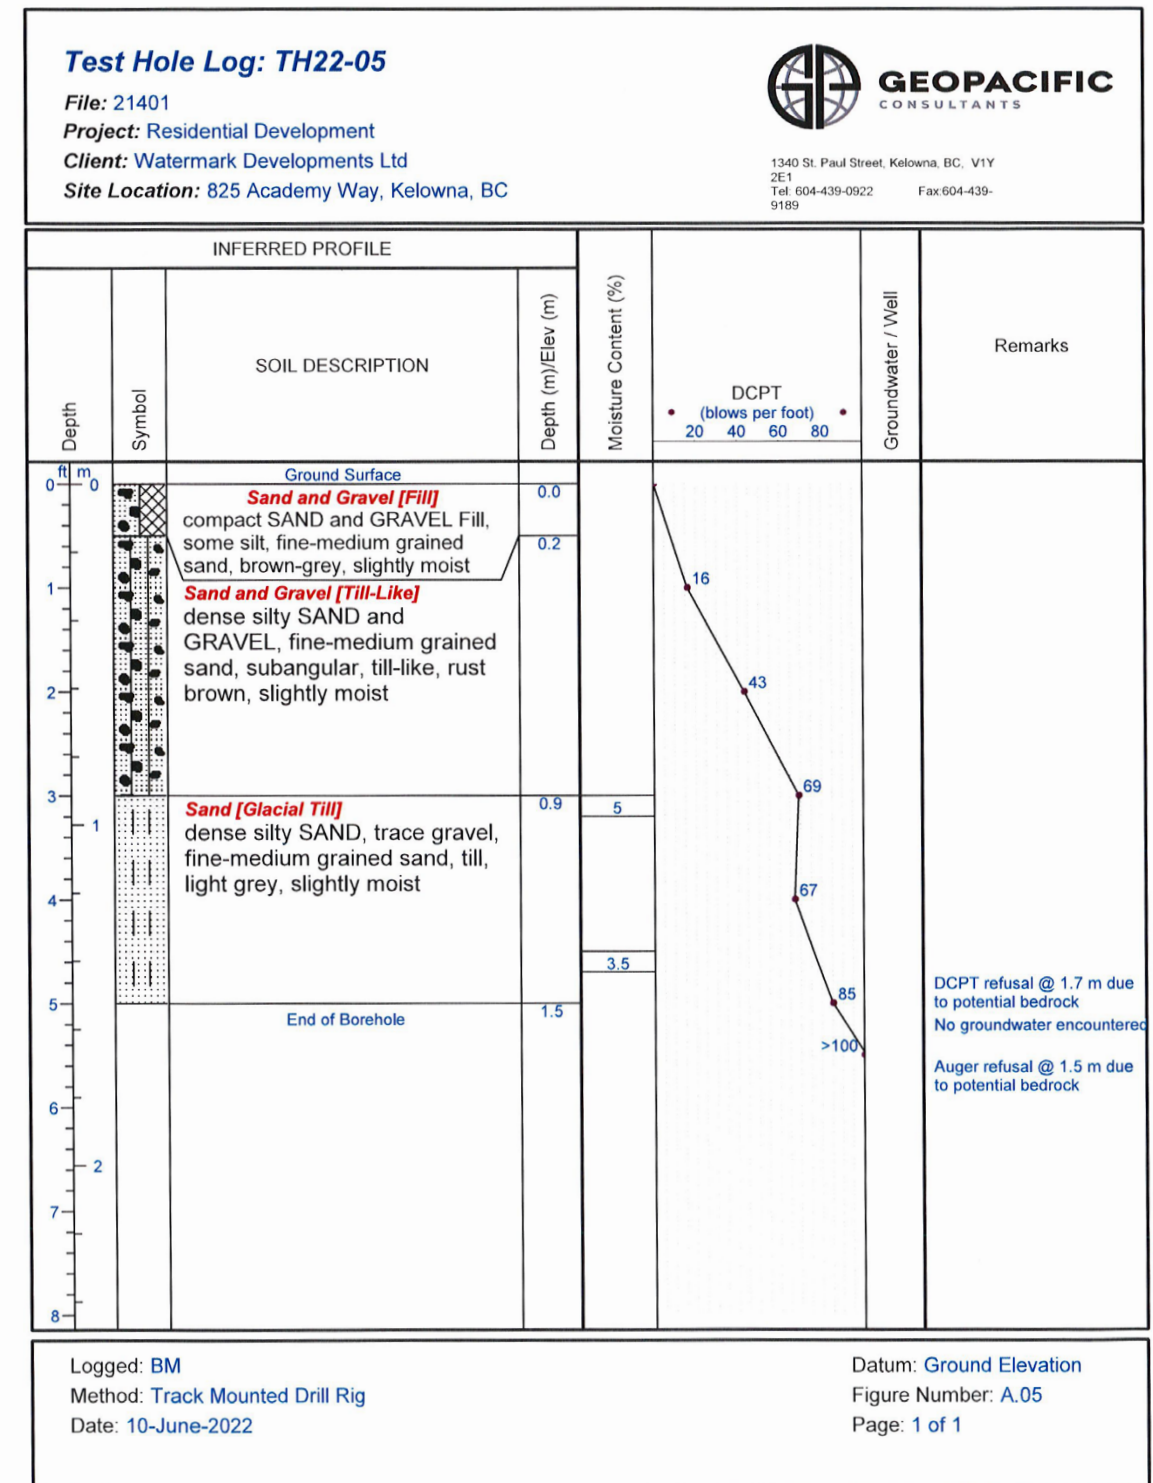 Test Hole Log: TH22-05
File: 21401
Project: Residential Development
Client: Watermark Developments Ltd
Site Location: 825 Academy Way, Kelowna, BC
GEOPACIFIC
CONSULTANTS
1340 St. Paul Street, Kelowna, BC, V1Y
2E1
Tel: 604-439-0922 Fax:604-439-
9189
INFERRED PROFILE
Depth
Symbol
SOIL DESCRIPTION
Depth (m)/Elev (m)
Moisture Content (%)
DCPT
(blows per foot)
20 40 60 80
Groundwater / Well
Remarks
ft m
0 0
Ground Surface
0.0
Sand and Gravel [Fill]
compact SAND and GRAVEL Fill,
some silt, fine-medium grained
sand, brown-grey, slightly moist
0.2
1
16
Sand and Gravel [Till-Like]
dense silty SAND and
GRAVEL, fine-medium grained
sand, subangular, till-like, rust
brown, slightly moist
2
43
3
69
0.9
5
Sand [Glacial Till]
dense silty SAND, trace gravel,
fine-medium grained sand, till,
light grey, slightly moist
1
4
67
3.5
5
85
1.5
End of Borehole
>100
DCPT refusal @ 1.7 m due
to potential bedrock
No groundwater encountered
Auger refusal @ 1.5 m due
to potential bedrock
6
2
7
8
Logged: BM
Method: Track Mounted Drill Rig
Date: 10-June-2022
Datum: Ground Elevation
Figure Number: A.05
Page: 1 of 1